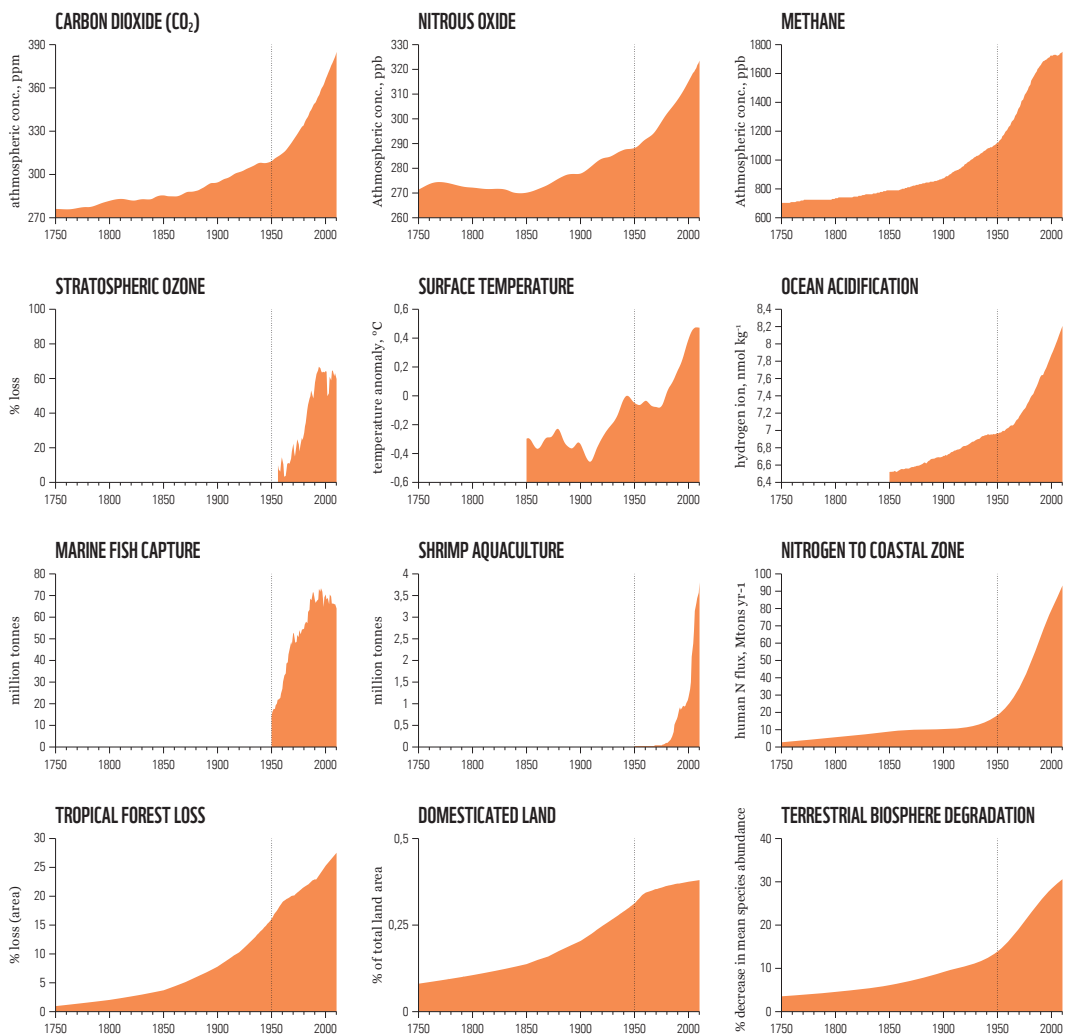 CARBON DIOXIDE (CO₂)
athmospheric conc., ppm
390
360
330
300
270
1750 1800 1850 1900 1950 2000
NITROUS OXIDE
Athmospheric conc., ppb
330
320
310
300
290
280
270
260
1750 1800 1850 1900 1950 2000
METHANE
Athmospheric conc., ppb
1800
1600
1400
1200
1000
800
600
1750 1800 1850 1900 1950 2000
STRATOSPHERIC OZONE
% loss
100
80
60
40
20
0
1750 1800 1850 1900 1950 2000
SURFACE TEMPERATURE
temperature anomaly, °C
0,6
0,4
0,2
0
-0,2
-0,4
-0,6
1750 1800 1850 1900 1950 2000
OCEAN ACIDIFICATION
hydrogen ion, nmol kg⁻¹
8,4
8,2
8
7,8
7,6
7,4
7,2
7
6,8
6,6
6,4
1750 1800 1850 1900 1950 2000
MARINE FISH CAPTURE
million tonnes
80
70
60
50
40
30
20
10
0
1750 1800 1850 1900 1950 2000
SHRIMP AQUACULTURE
million tonnes
4
3,5
3
2,5
2
1,5
1
0,5
0
1750 1800 1850 1900 1950 2000
NITROGEN TO COASTAL ZONE
human N flux, Mtons yr-1
100
90
80
70
60
50
40
30
20
10
0
1750 1800 1850 1900 1950 2000
TROPICAL FOREST LOSS
% loss (area)
30
25
20
15
10
5
0
1750 1800 1850 1900 1950 2000
DOMESTICATED LAND
% of total land area
0,5
0,25
0
1750 1800 1850 1900 1950 2000
TERRESTRIAL BIOSPHERE DEGRADATION
% decrease in mean species abundance
40
30
20
10
0
1750 1800 1850 1900 1950 2000